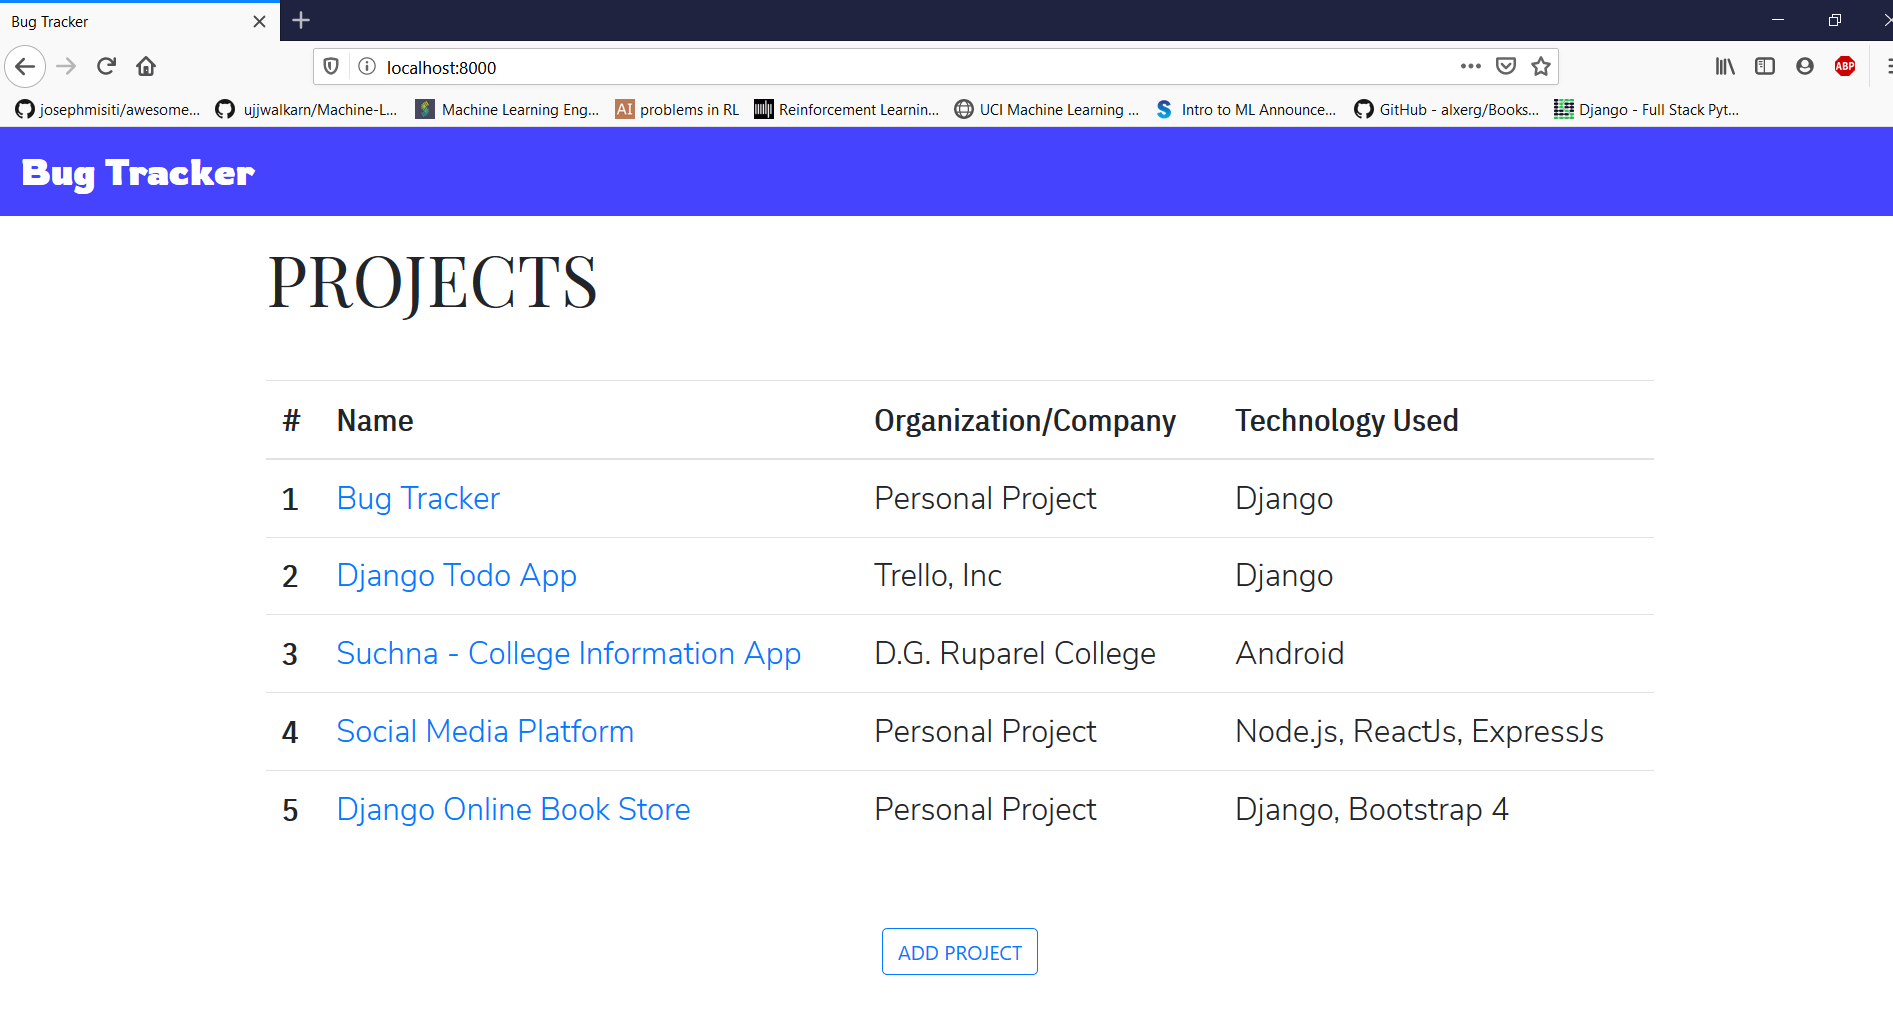 Bug Tracker
localhost:8000
ABP
josephmisiti/awesome... ujjwalkarn/Machine-L... Machine Learning Eng... AI problems in RL Reinforcement Learnin... UCI Machine Learning ... S Intro to ML Announce... GitHub - alxerg/Books... Django - Full Stack Pyt...
Bug Tracker
PROJECTS
# Name Organization/Company Technology Used
1 Bug Tracker Personal Project Django
2 Django Todo App Trello, Inc Django
3 Suchna - College Information App D.G. Ruparel College Android
4 Social Media Platform Personal Project Node.js, ReactJs, ExpressJs
5 Django Online Book Store Personal Project Django, Bootstrap 4
ADD PROJECT